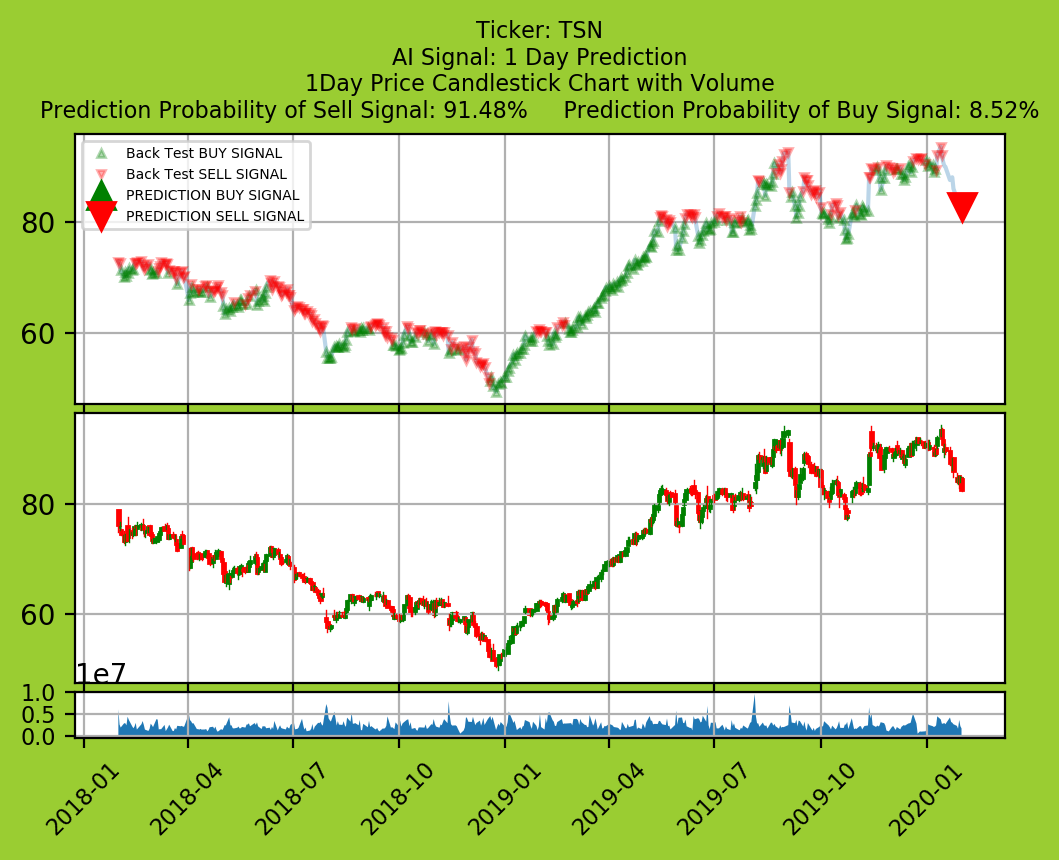 Ticker: TSN
AI Signal: 1 Day Prediction
1Day Price Candlestick Chart with Volume
Prediction Probability of Sell Signal: 91.48%     Prediction Probability of Buy Signal: 8.52%
Back Test BUY SIGNAL
Back Test SELL SIGNAL
PREDICTION BUY SIGNAL
PREDICTION SELL SIGNAL
80
60
80
60
1e7
1.0
0.5
0.0
2018-01 2018-04 2018-07 2018-10 2019-01 2019-04 2019-07 2019-10 2020-01